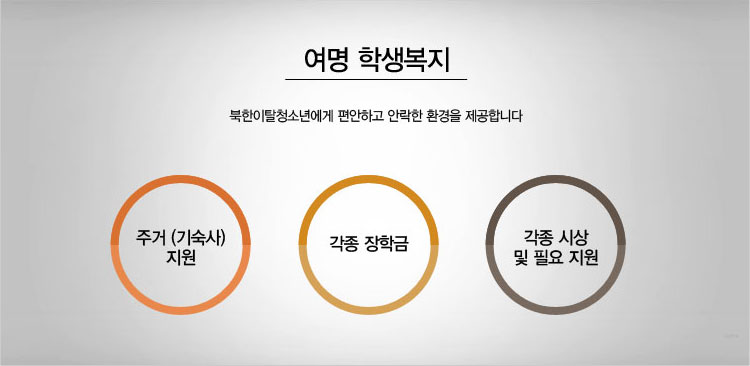 여명 학생복지
북한이탈청소년에게 편안하고 안락한 환경을 제공합니다
주거 (기숙사)
지원
각종 장학금
각종 시상
및 필요 지원